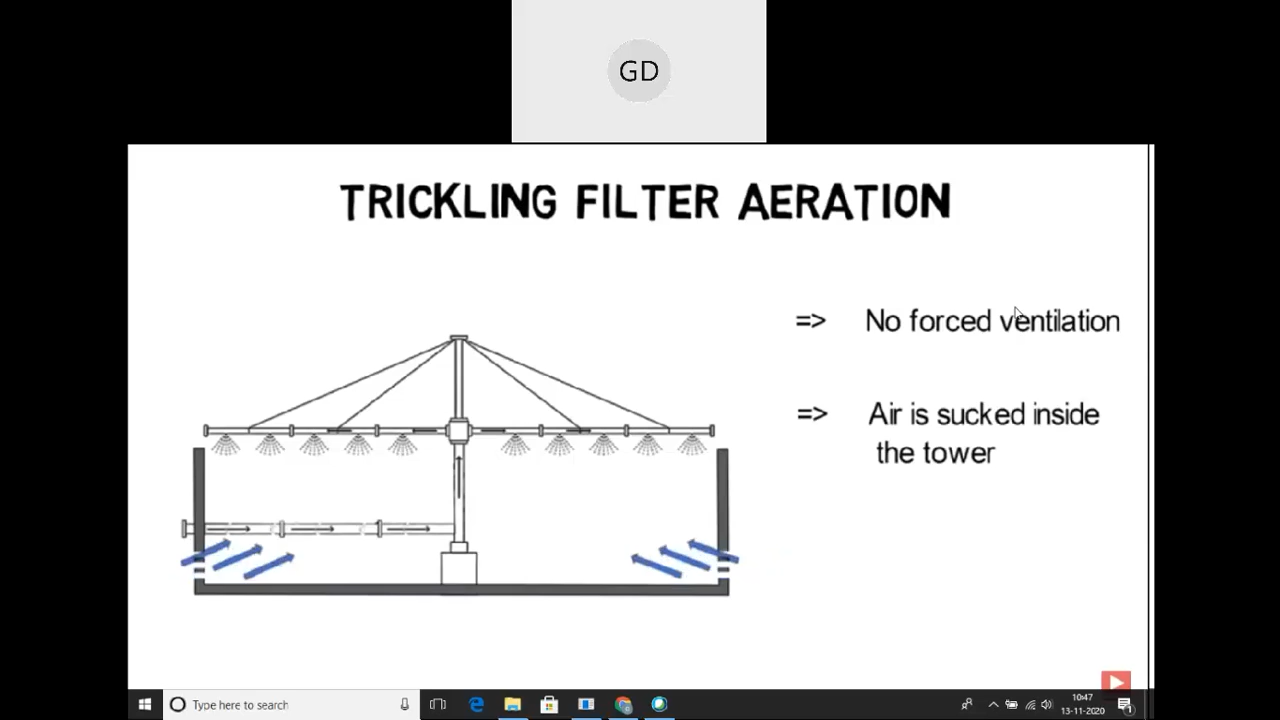 GD
TRICKLING FILTER AERATION
=> No forced ventilation
=> Air is sucked inside
the tower
Type here to search
10:47
13-11-2020
1